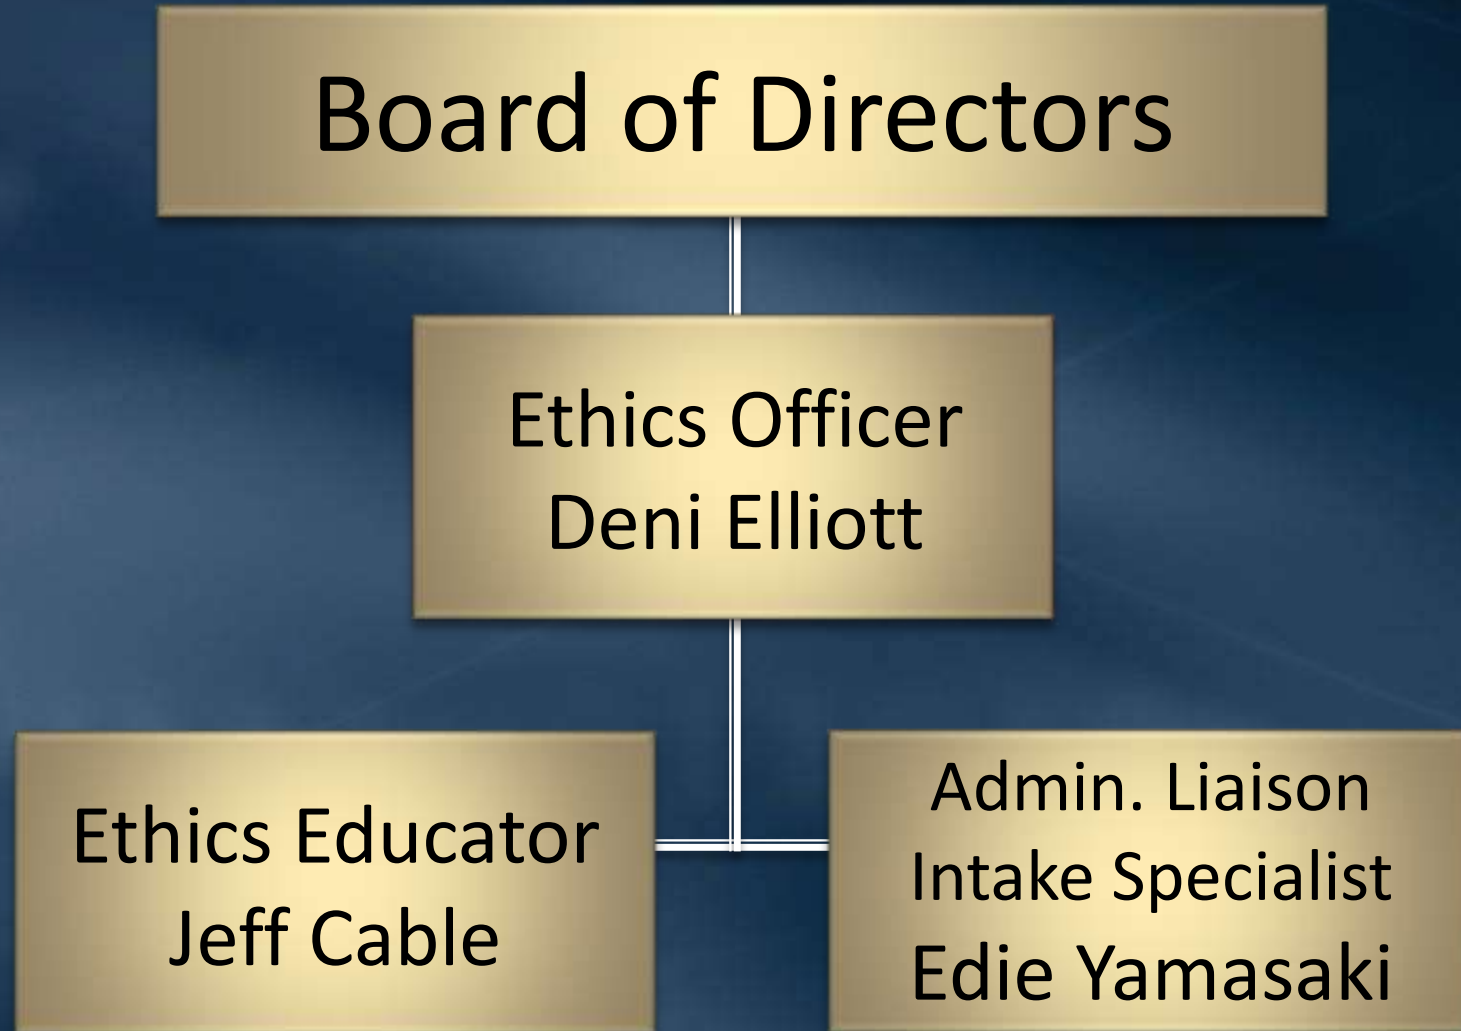 Board of Directors
Ethics Officer
Deni Elliott
Ethics Educator
Jeff Cable
Admin. Liaison
Intake Specialist
Edie Yamasaki